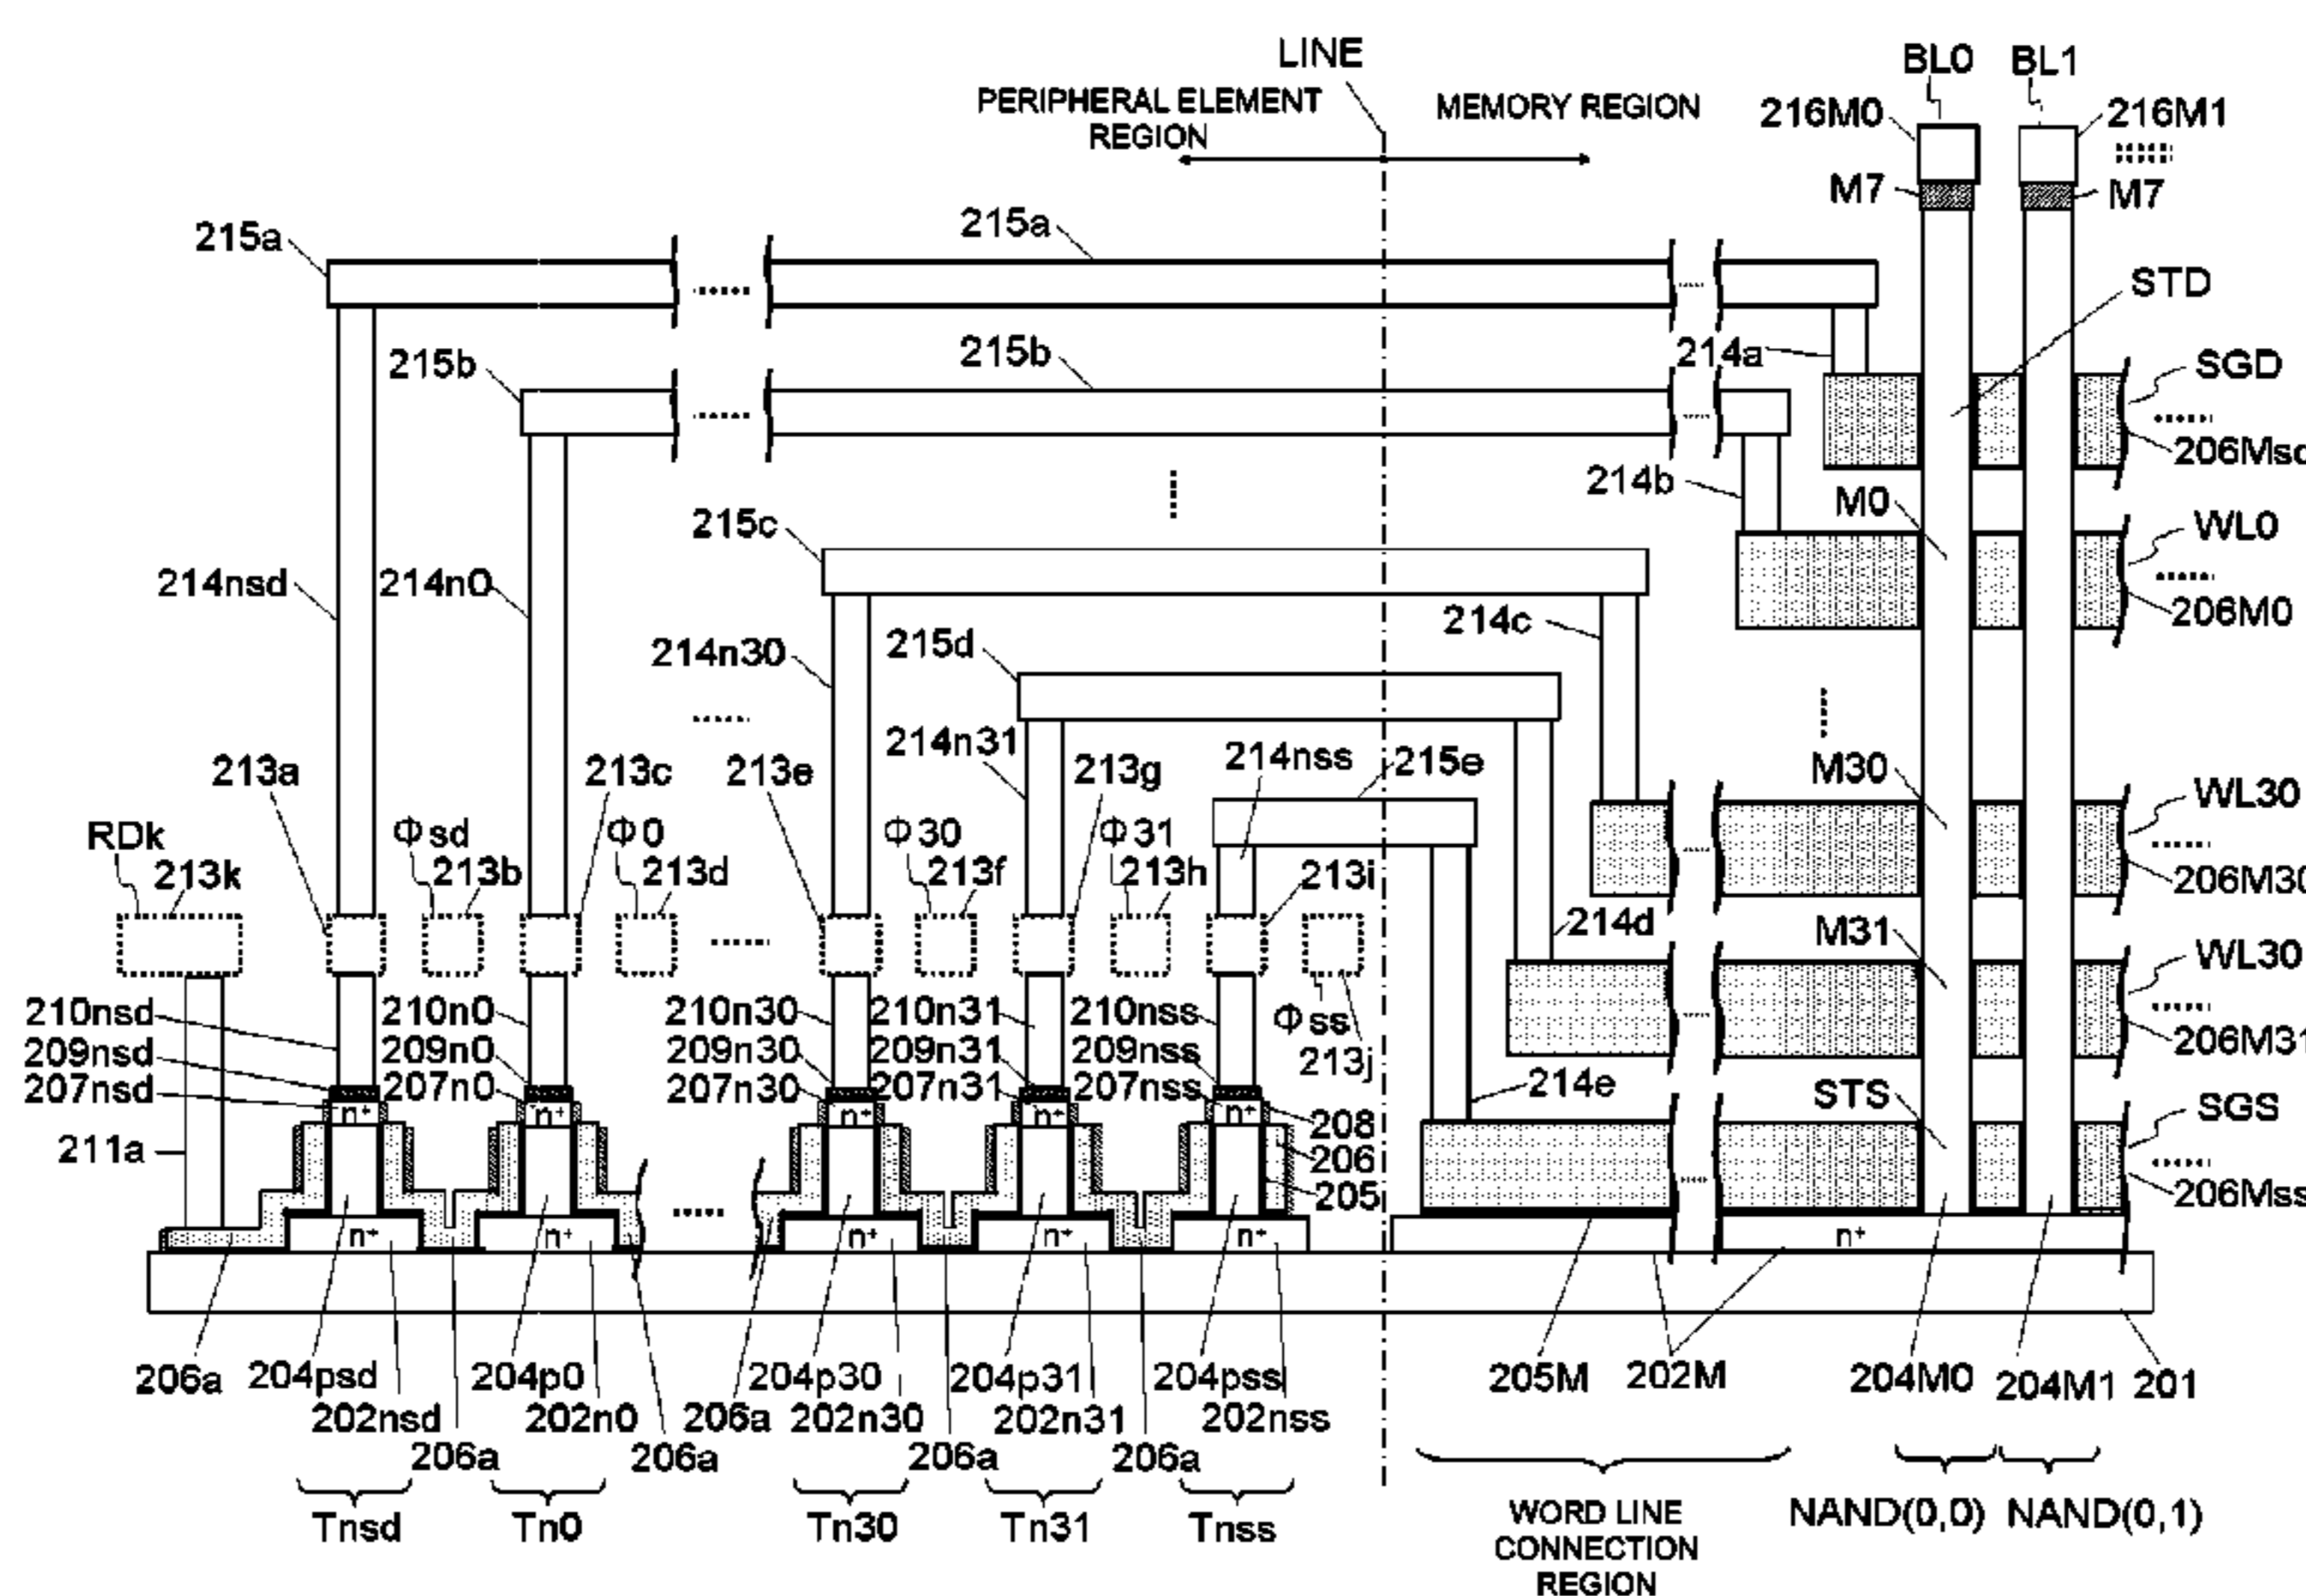 LINE
BL0 BL1
PERIPHERAL ELEMENT
REGION
MEMORY REGION
216M0
216M1
M7
M7
215a
215a
STD
215b
215b
214a
SGD
206Msd
214b
M0
WL0
215c
214nsd
214n0
206M0
214c
214n30
215d
214n31
214nss
215e
M30
WL30
213a
213c
213e
213g
RDk
213k
Φsd
213b
Φ0
213d
Φ30
213f
Φ31
213h
213i
206M30
214d
M31
WL30
210nsd
210n0
210n30
210n31
210nss
Φss
213j
209nsd
209n0
209n30
209n31
209nss
206M31
207nsd
207n0
207n30
207n31
207nss
214e
n+
n+
n+
n+
n+
208
STS
SGS
211a
206
205
206Mss
n+
n+
n+
n+
n+
n+
206a
204psd
204p0
204p30
204p31
204pss
205M
202M
204M0
204M1
201
202nsd
202n0
206a
202n30
202n31
202nss
206a
206a
206a
206a
Tnsd
Tn0
Tn30
Tn31
Tnss
WORD LINE
CONNECTION
REGION
NAND(0,0)
NAND(0,1)